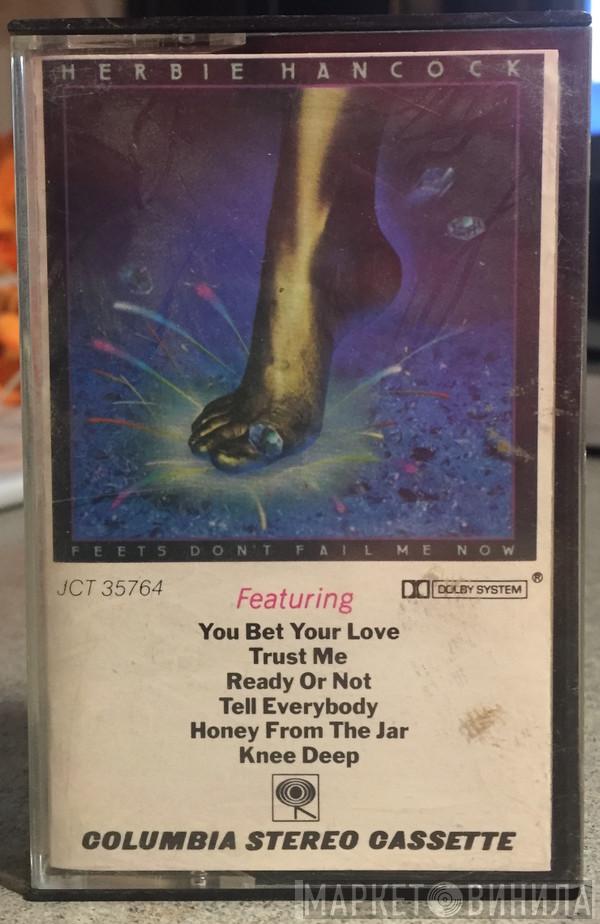 HERBIE HANCOCK
FEETS DON'T FAIL ME NOW
JCT 35764
DOLBY SYSTEM ®
Featuring
You Bet Your Love
Trust Me
Ready Or Not
Tell Everybody
Honey From The Jar
Knee Deep
COLUMBIA STEREO CASSETTE
МАРКЕТ ВИНИЛА